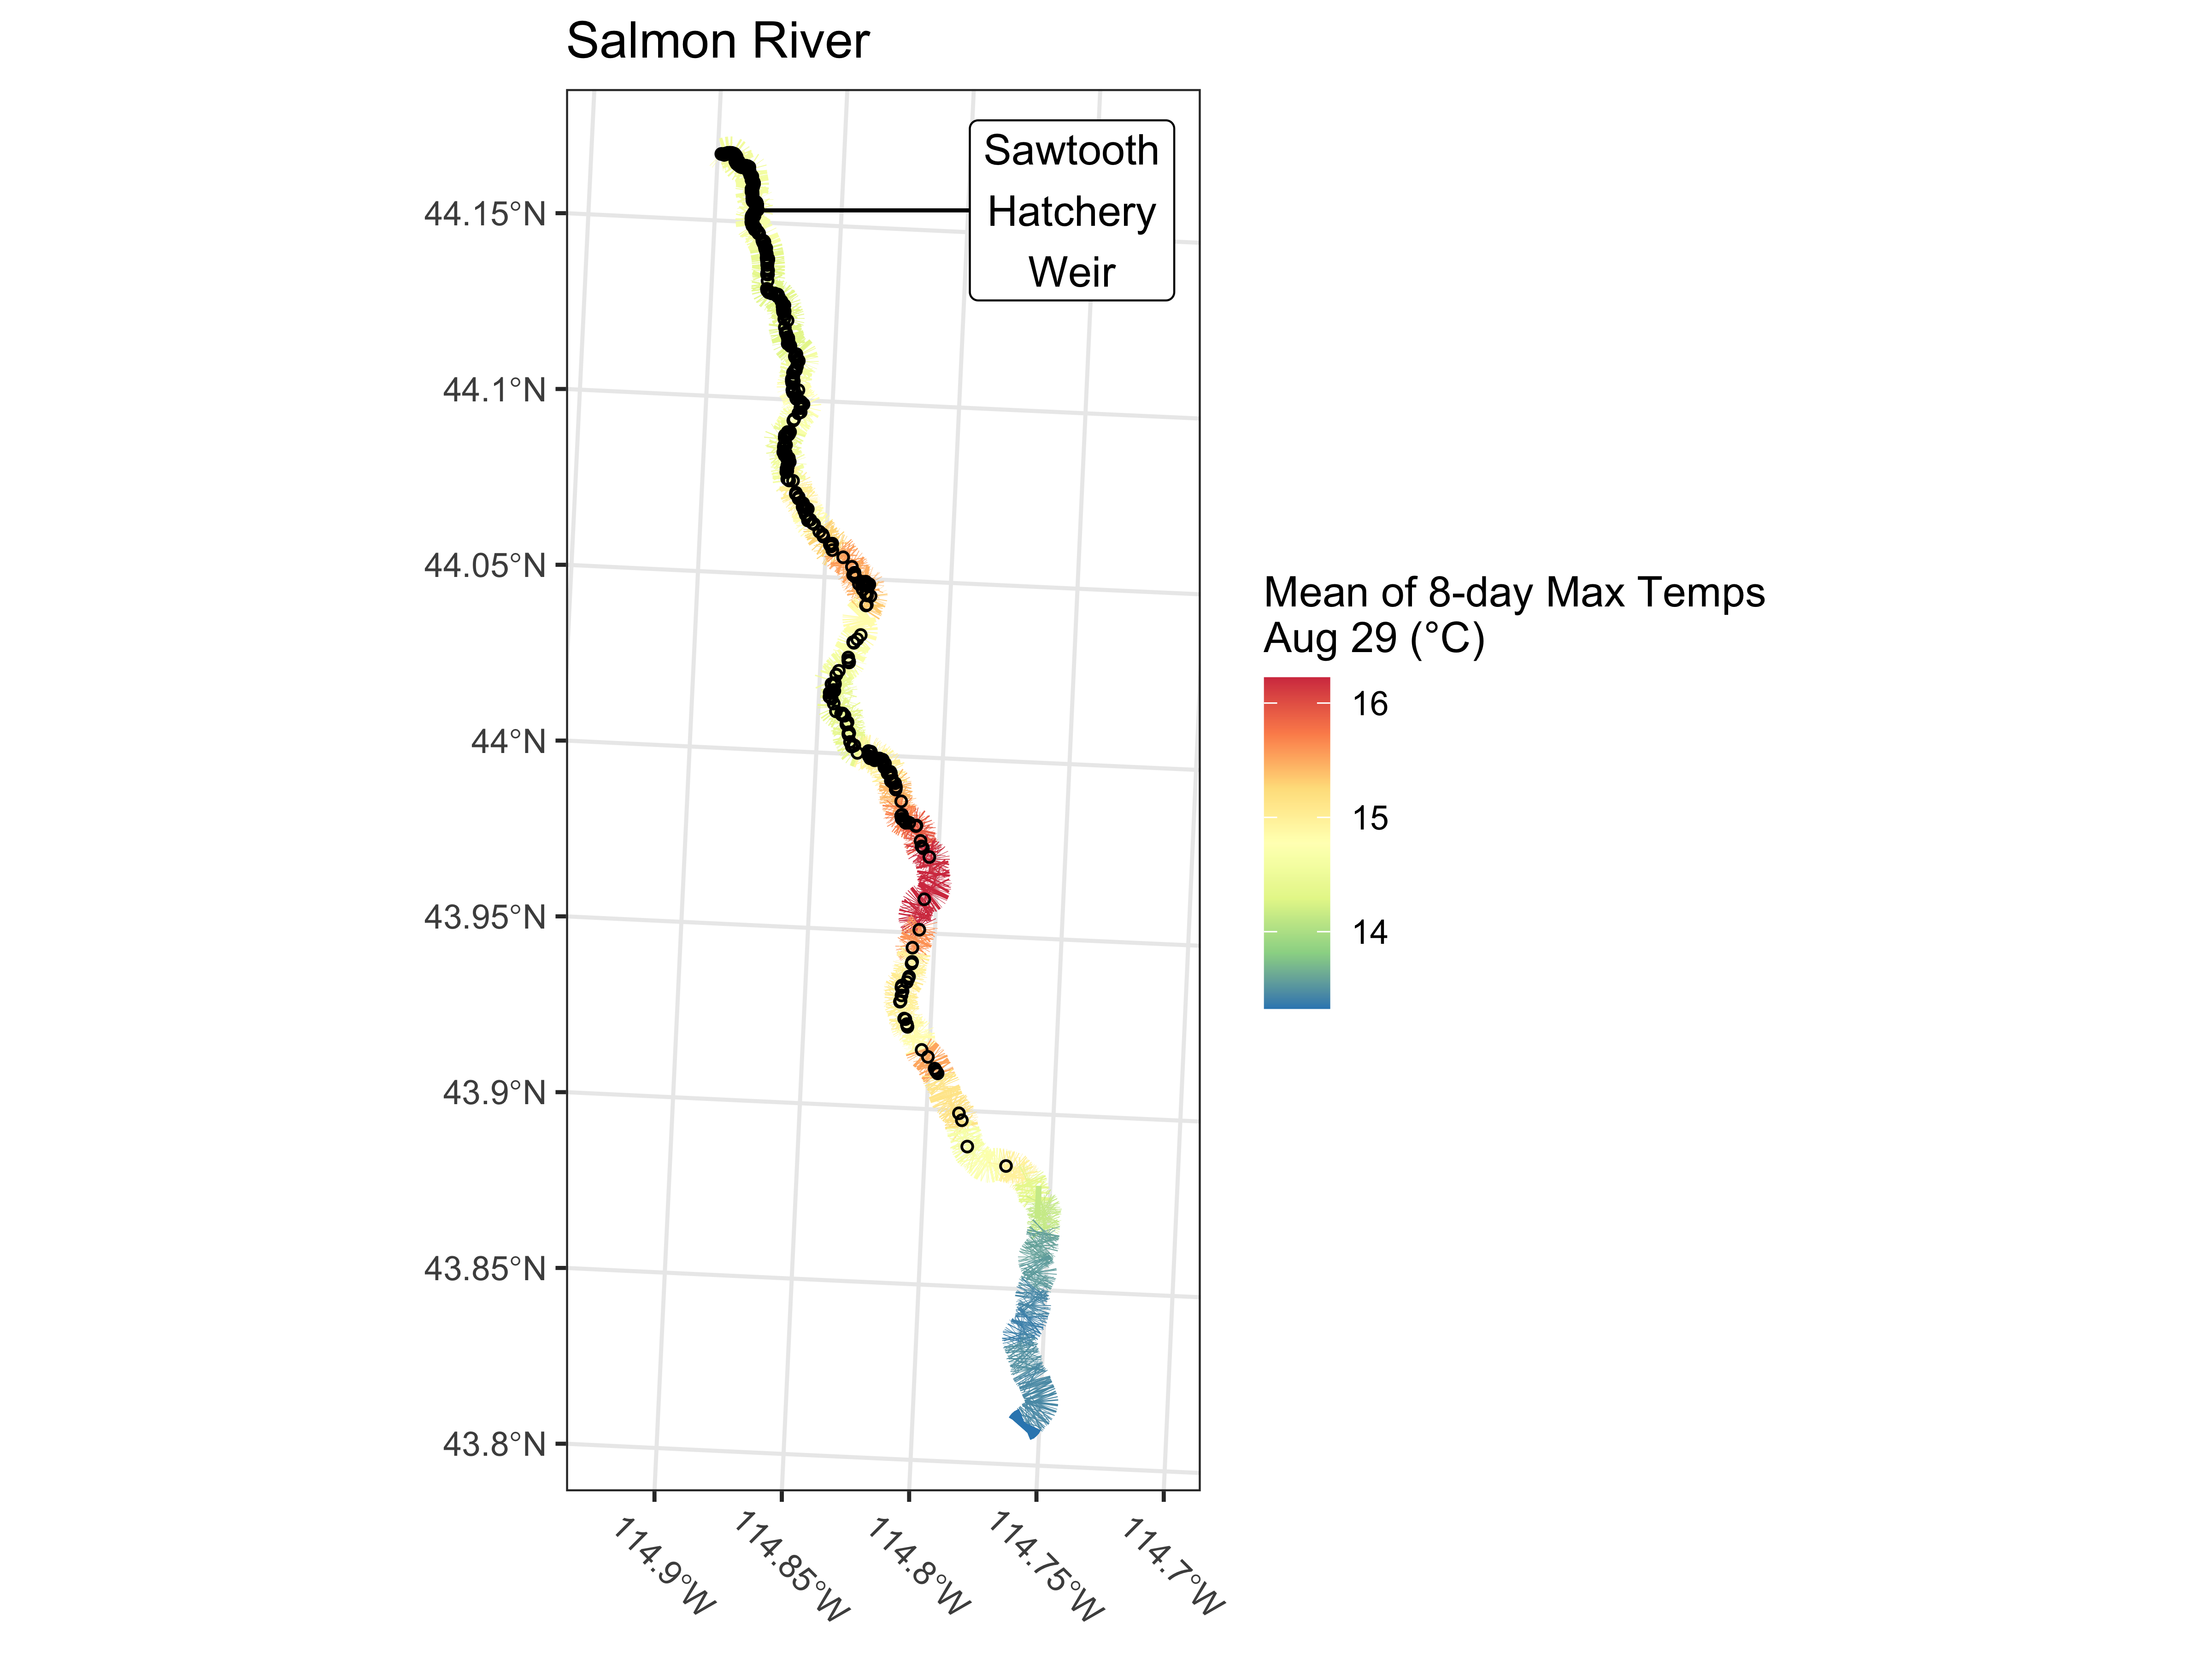 Salmon River
Sawtooth
Hatchery
Weir
44.15°N
44.1°N
44.05°N
44°N
43.95°N
43.9°N
43.85°N
43.8°N
114.9°W
114.85°W
114.8°W
114.75°W
114.7°W
Mean of 8-day Max Temps
Aug 29 (°C)
16
15
14